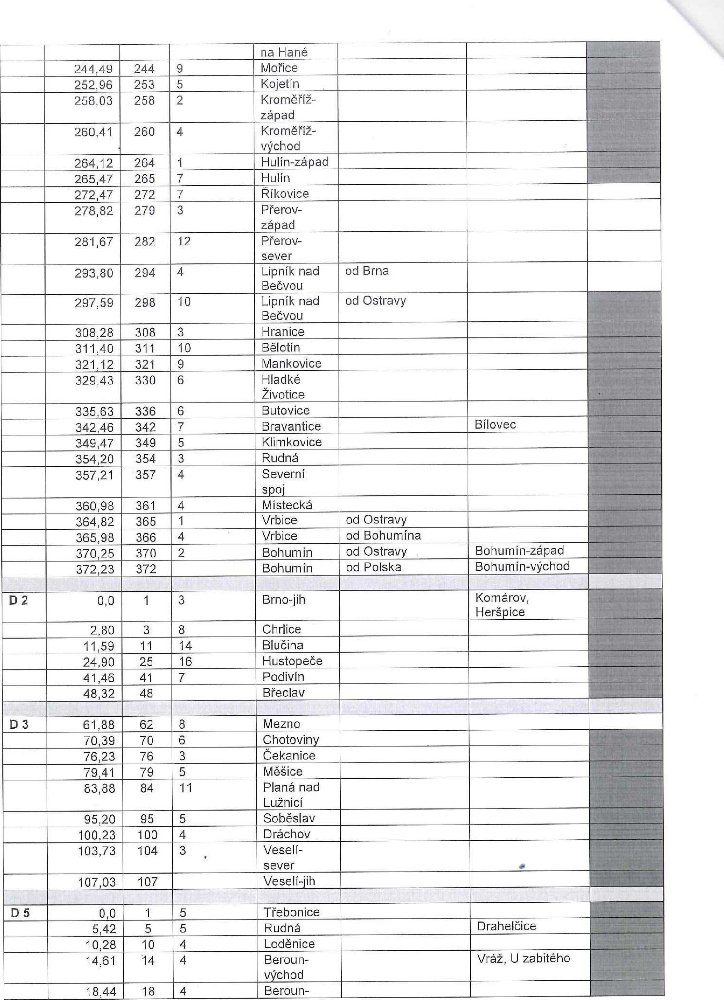 na Hané
244,49 244 9 Mořice
252,96 253 5 Kojetín
258,03 258 2 Kroměříž-
západ
260,41 260 4 Kroměříž-
východ
264,12 264 1 Hulín-západ
265,47 265 7 Hulín
272,47 272 7 Říkovice
278,82 279 3 Přerov-
západ
281,67 282 12 Přerov-
sever
293,80 294 4 Lipník nad od Brna
Bečvou
297,59 298 10 Lipník nad od Ostravy
Bečvou
308,28 308 3 Hranice
311,40 311 10 Bělotín
321,12 321 9 Mankovice
329,43 330 6 Hladké
Životice
335,63 336 6 Butovice
342,46 342 7 Bravantice Bílovec
349,47 349 5 Klimkovice
354,20 354 3 Rudná
357,21 357 4 Severní
spoj
360,98 361 4 Místecká
364,82 365 1 Vrbice od Ostravy
365,98 366 4 Vrbice od Bohumína
370,25 370 2 Bohumín od Ostravy Bohumín-západ
372,23 372 Bohumín od Polska Bohumín-východ
D 2 0,0 1 3 Brno-jih Komárov,
Heršpice
2,80 3 8 Chrlice
11,59 11 14 Blučina
24,90 25 16 Hustopeče
41,46 41 7 Podivín
48,32 48 Břeclav
D 3 61,88 62 8 Mezno
70,39 70 6 Chotoviny
76,23 76 3 Čekanice
79,41 79 5 Měšice
83,88 84 11 Planá nad
Lužnicí
95,20 95 5 Soběslav
100,23 100 4 Dráchov
103,73 104 3 Veselí-
sever
107,03 107 Veselí-jih
D 5 0,0 1 5 Třebonice
5,42 5 5 Rudná Drahelčice
10,28 10 4 Loděnice
14,61 14 4 Beroun- Vráž, U zabitého
východ
18,44 18 4 Beroun-